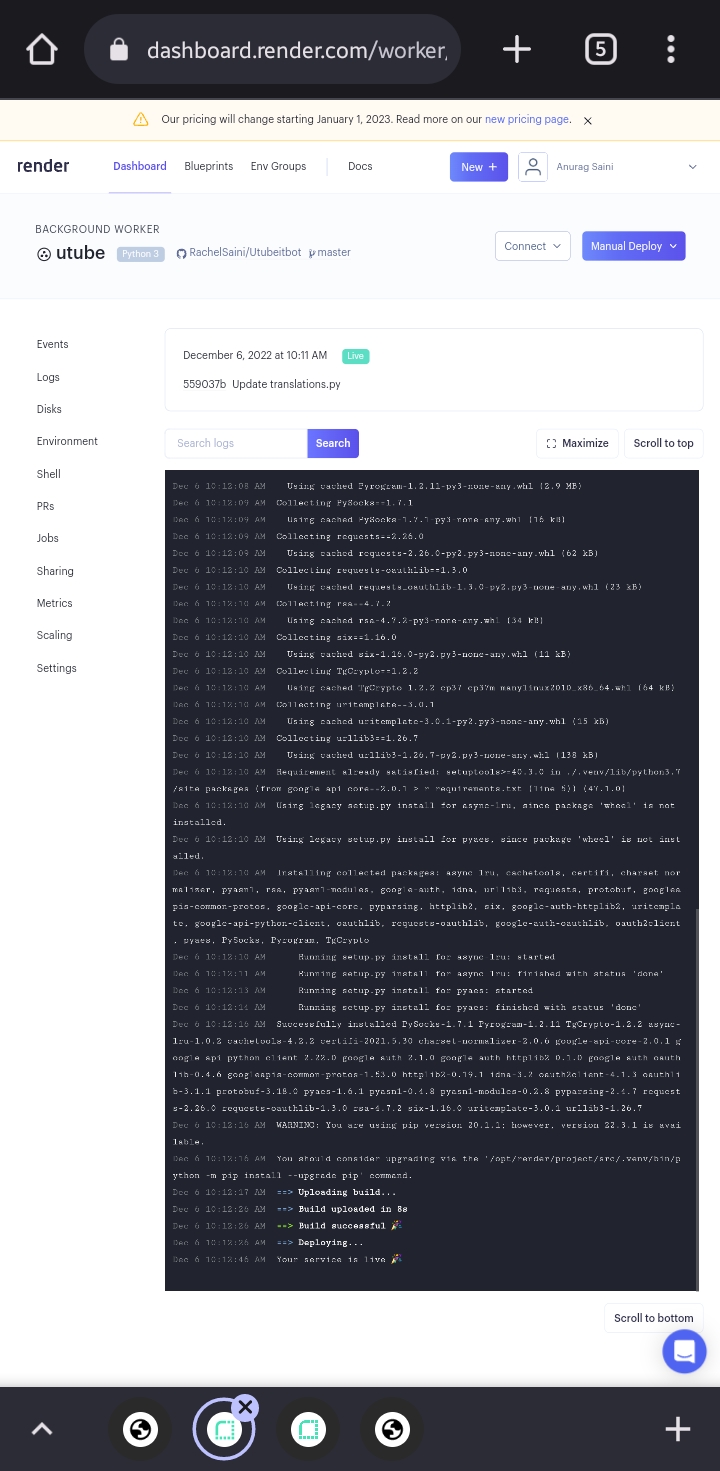 dashboard.render.com/worker,
5
Our pricing will change starting January 1, 2023. Read more on our new pricing page.
render
Dashboard Blueprints Env Groups Docs New + Anurag Saini
BACKGROUND WORKER
utube Python 3 RachelSaini/Utubeitbot master
Connect Manual Deploy
Events
Logs
Disks
Environment
Shell
PRs
Jobs
Sharing
Metrics
Scaling
Settings
December 6, 2022 at 10:11 AM Live
559037b Update translations.py
Search logs Search Maximize Scroll to top
Dec 6 10:12:08 AM Using cached Pyrogram-1.2.11-py3-none-any.whl (2.9 MB)
Dec 6 10:12:09 AM Collecting PySocks==1.7.1
Dec 6 10:12:09 AM Using cached PySocks-1.7.1-py3-none-any.whl (16 kB)
Dec 6 10:12:09 AM Collecting requests==2.26.0
Dec 6 10:12:09 AM Using cached requests-2.26.0-py2.py3-none-any.whl (62 kB)
Dec 6 10:12:10 AM Collecting requests-oauthlib==1.3.0
Dec 6 10:12:10 AM Using cached requests_oauthlib-1.3.0-py2.py3-none-any.whl (23 kB)
Dec 6 10:12:10 AM Collecting rsa==4.7.2
Dec 6 10:12:10 AM Using cached rsa-4.7.2-py3-none-any.whl (34 kB)
Dec 6 10:12:10 AM Collecting six==1.16.0
Dec 6 10:12:10 AM Using cached six-1.16.0-py2.py3-none-any.whl (11 kB)
Dec 6 10:12:10 AM Collecting TgCrypto==1.2.2
Dec 6 10:12:10 AM Using cached TgCrypto-1.2.2-cp37-cp37m-manylinux2010_x86_64.whl (64 kB)
Dec 6 10:12:10 AM Collecting uritemplate==3.0.1
Dec 6 10:12:10 AM Using cached uritemplate-3.0.1-py2.py3-none-any.whl (15 kB)
Dec 6 10:12:10 AM Collecting urllib3==1.26.7
Dec 6 10:12:10 AM Using cached urllib3-1.26.7-py2.py3-none-any.whl (138 kB)
Dec 6 10:12:10 AM Requirement already satisfied: setuptools>=40.3.0 in ./.venv/lib/python3.7
/site-packages (from google-api-core==2.0.1->-r requirements.txt (line 5)) (47.1.0)
Dec 6 10:12:10 AM Using legacy setup.py install for async-lru, since package 'wheel' is not
installed.
Dec 6 10:12:10 AM Using legacy setup.py install for pyaes, since package 'wheel' is not inst
alled.
Dec 6 10:12:10 AM Installing collected packages: async-lru, cachetools, certifi, charset-nor
malizer, pyasn1, rsa, pyasn1-modules, google-auth, idna, urllib3, requests, protobuf, googlea
pis-common-protos, google-api-core, pyparsing, httplib2, six, google-auth-httplib2, uritempla
te, google-api-python-client, oauthlib, requests-oauthlib, google-auth-oauthlib, oauth2client
, pyaes, PySocks, Pyrogram, TgCrypto
Dec 6 10:12:10 AM Running setup.py install for async-lru: started
Dec 6 10:12:11 AM Running setup.py install for async-lru: finished with status 'done'
Dec 6 10:12:13 AM Running setup.py install for pyaes: started
Dec 6 10:12:14 AM Running setup.py install for pyaes: finished with status 'done'
Dec 6 10:12:16 AM Successfully installed PySocks-1.7.1 Pyrogram-1.2.11 TgCrypto-1.2.2 async-
lru-1.0.2 cachetools-4.2.2 certifi-2021.5.30 charset-normalizer-2.0.6 google-api-core-2.0.1 g
oogle-api-python-client-2.22.0 google-auth-2.1.0 google-auth-httplib2-0.1.0 google-auth-oauth
lib-0.4.6 googleapis-common-protos-1.53.0 httplib2-0.19.1 idna-3.2 oauth2client-4.1.3 oauthli
b-3.1.1 protobuf-3.18.0 pyaes-1.6.1 pyasn1-0.4.8 pyasn1-modules-0.2.8 pyparsing-2.4.7 request
s-2.26.0 requests-oauthlib-1.3.0 rsa-4.7.2 six-1.16.0 uritemplate-3.0.1 urllib3-1.26.7
Dec 6 10:12:16 AM WARNING: You are using pip version 20.1.1; however, version 22.3.1 is avai
lable.
Dec 6 10:12:16 AM You should consider upgrading via the '/opt/render/project/src/.venv/bin/p
ython -m pip install --upgrade pip' command.
Dec 6 10:12:17 AM ==> Uploading build...
Dec 6 10:12:26 AM ==> Build uploaded in 8s
Dec 6 10:12:26 AM ==> Build successful 🎉
Dec 6 10:12:26 AM ==> Deploying...
Dec 6 10:12:46 AM Your service is live 🎉
Scroll to bottom